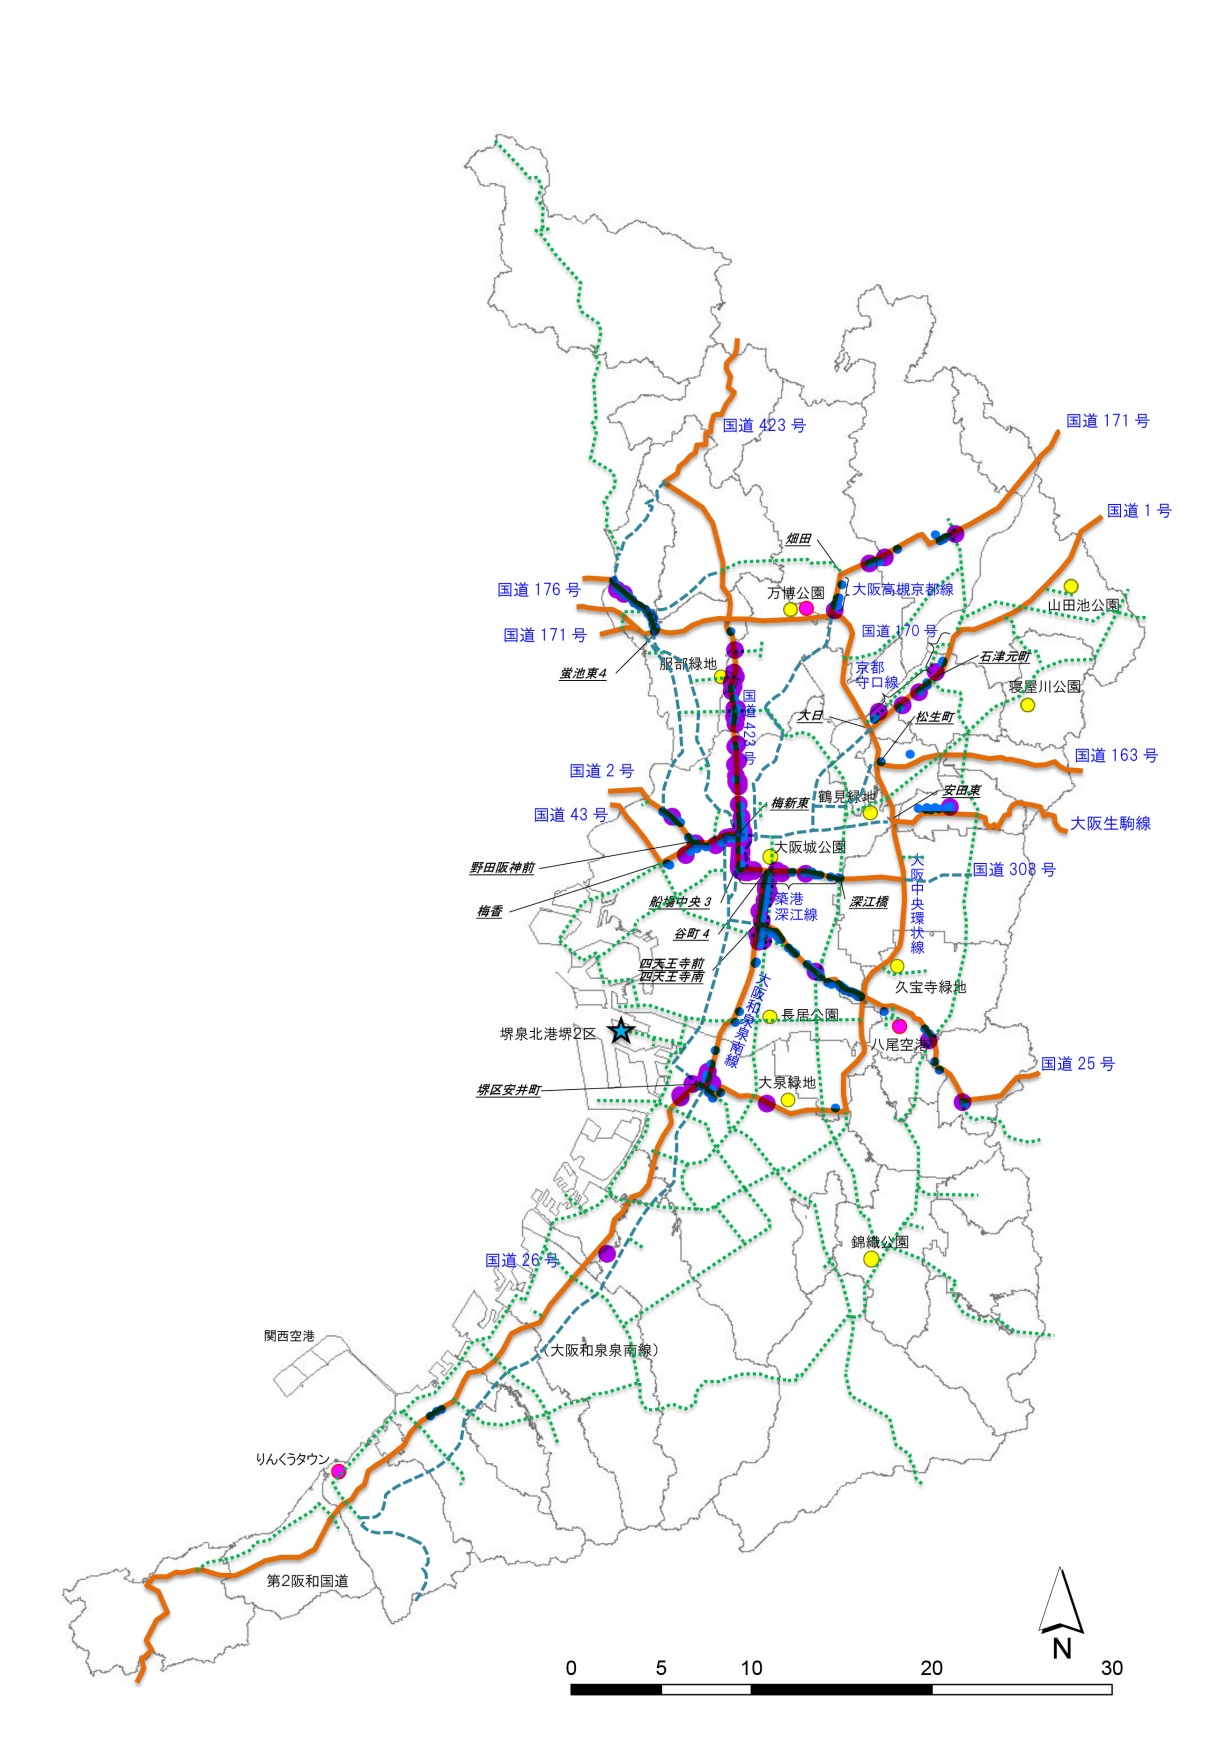 国道 423 号
国道 171 号
国道 1 号
畑田
国道 176 号
万博公園
大阪高槻京都線
山田池公園
国道 171 号
国道 170 号
蛍池東4
服部緑地
京都
守口線
石津元町
寝屋川公園
国道 423 号
大日
松生町
国道 163 号
国道 2 号
国道 43 号
梅新東
鶴見緑地
安田東
大阪生駒線
野田阪神前
大阪城公園
国道 308 号
大阪中央環状線
梅香
船場中央 3
築港
深江線
深江橋
谷町 4
四天王寺前
四天王寺南
久宝寺緑地
大阪和泉泉南線
長居公園
堺泉北港堺2区
八尾空港
国道 25 号
堺区安井町
大泉緑地
錦織公園
国道 26 号
関西空港
(大阪和泉泉南線)
りんくうタウン
第2阪和国道
N
0 5 10 20 30